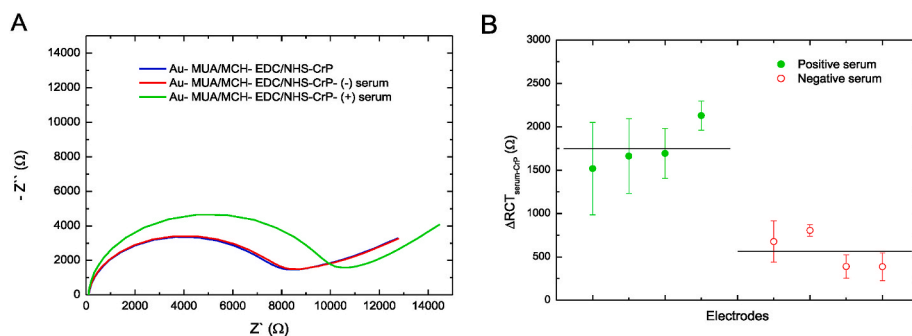 A
14000
12000
10000
8000
6000
4000
2000
0
- Z`` (Ω)
Au- MUA/MCH- EDC/NHS-CrP
Au- MUA/MCH- EDC/NHS-CrP- (-) serum
Au- MUA/MCH- EDC/NHS-CrP- (+) serum
0 2000 4000 6000 8000 10000 12000 14000
Z` (Ω)
B
3000
2500
2000
1750
1500
1000
500
0
ΔRCTserum-CrP (Ω)
Positive serum
Negative serum
Electrodes